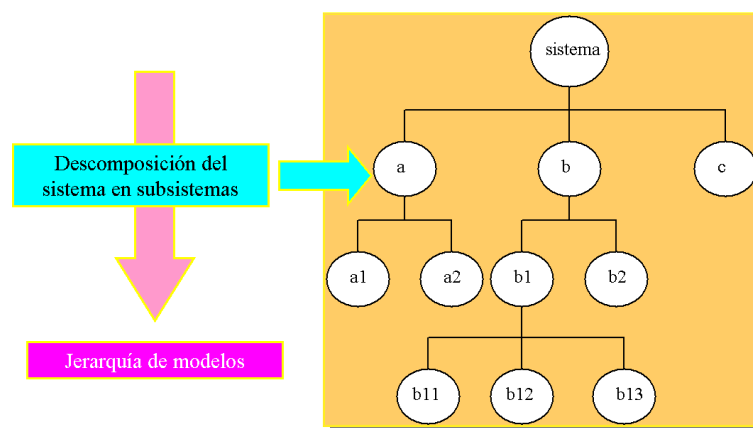 sistema
Descomposición del
sistema en subsistemas
a
b
c
a1
a2
b1
b2
Jerarquía de modelos
b11
b12
b13